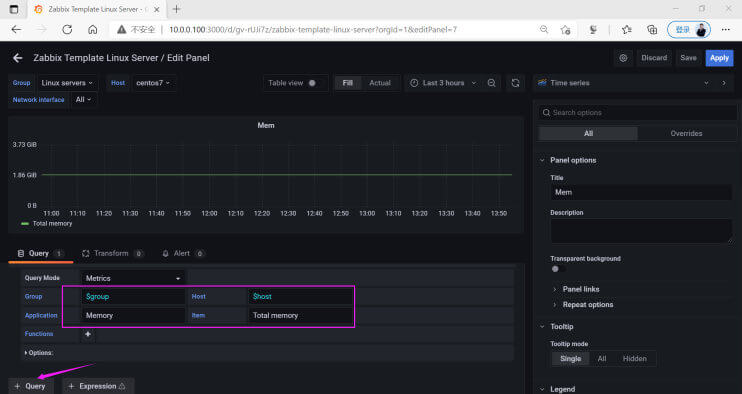 Zabbix Template Linux Server - G
不安全 10.0.0.100:3000/d/gv-rUJi7z/zabbix-template-linux-server?orgId=1&editPanel=7 登录
Zabbix Template Linux Server / Edit Panel Discard Save Apply
Group Linux servers Host centos7 Table view Fill Actual Last 3 hours Time series
Network interface All
Search options
All Overrides
Mem
3.73 GiB
1.86 GiB
0 B
11:00 11:10 11:20 11:30 11:40 11:50 12:00 12:10 12:20 12:30 12:40 12:50 13:00 13:10 13:20 13:30 13:40 13:50
Total memory
Panel options
Title
Mem
Description
Transparent background
Panel links
Repeat options
Tooltip
Tooltip mode
Single All Hidden
Legend
Query 1 Transform 0 Alert 0
Query Mode Metrics
Group $group Host $host
Application Memory Item Total memory
Functions +
Options:
+ Query + Expression